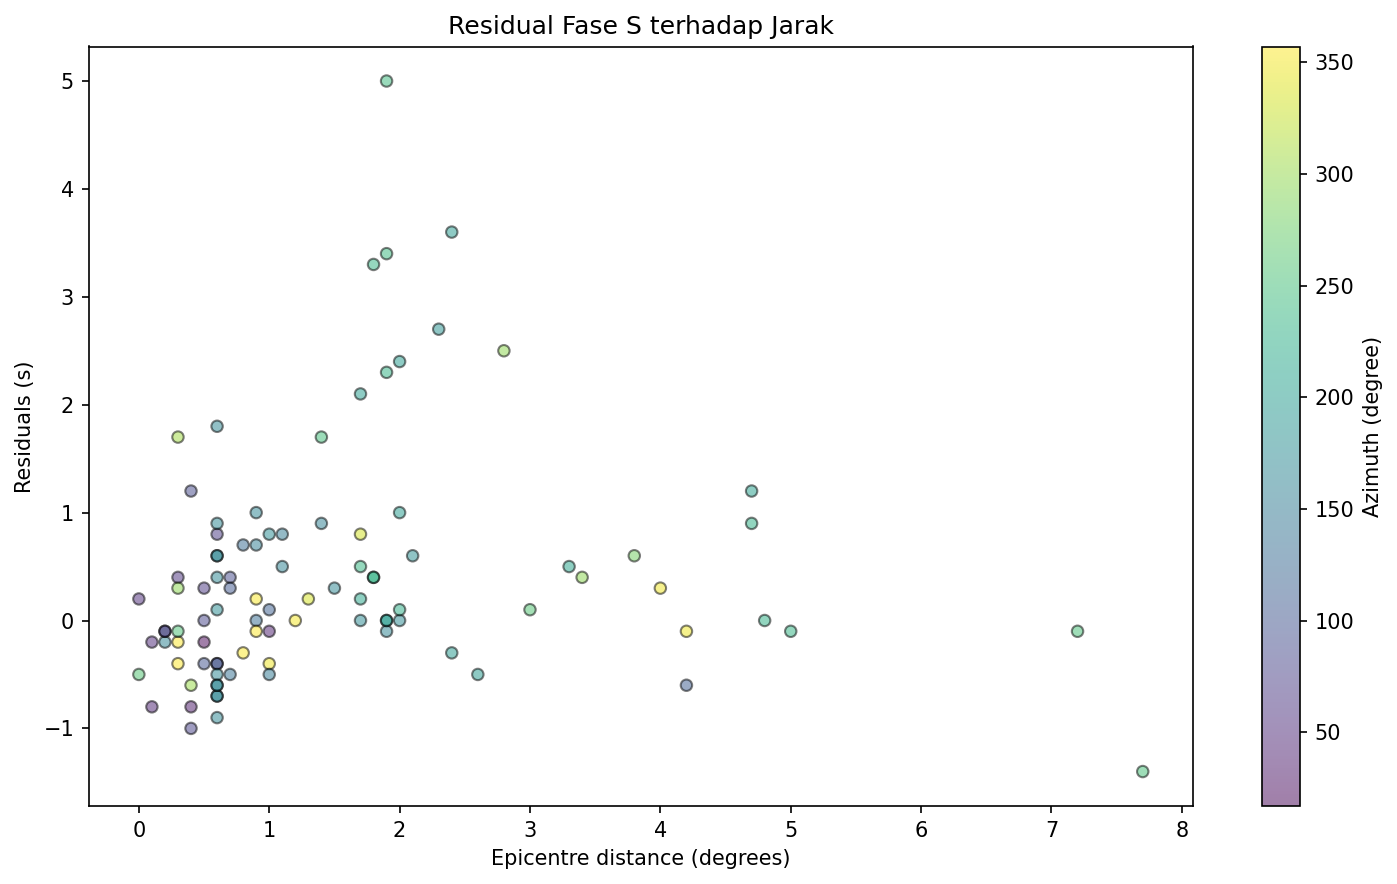 Residual Fase S terhadap Jarak
Residuals (s)
5
4
3
2
1
0
−1
0 1 2 3 4 5 6 7 8
Epicentre distance (degrees)
350
300
250
200
150
100
50
Azimuth (degree)